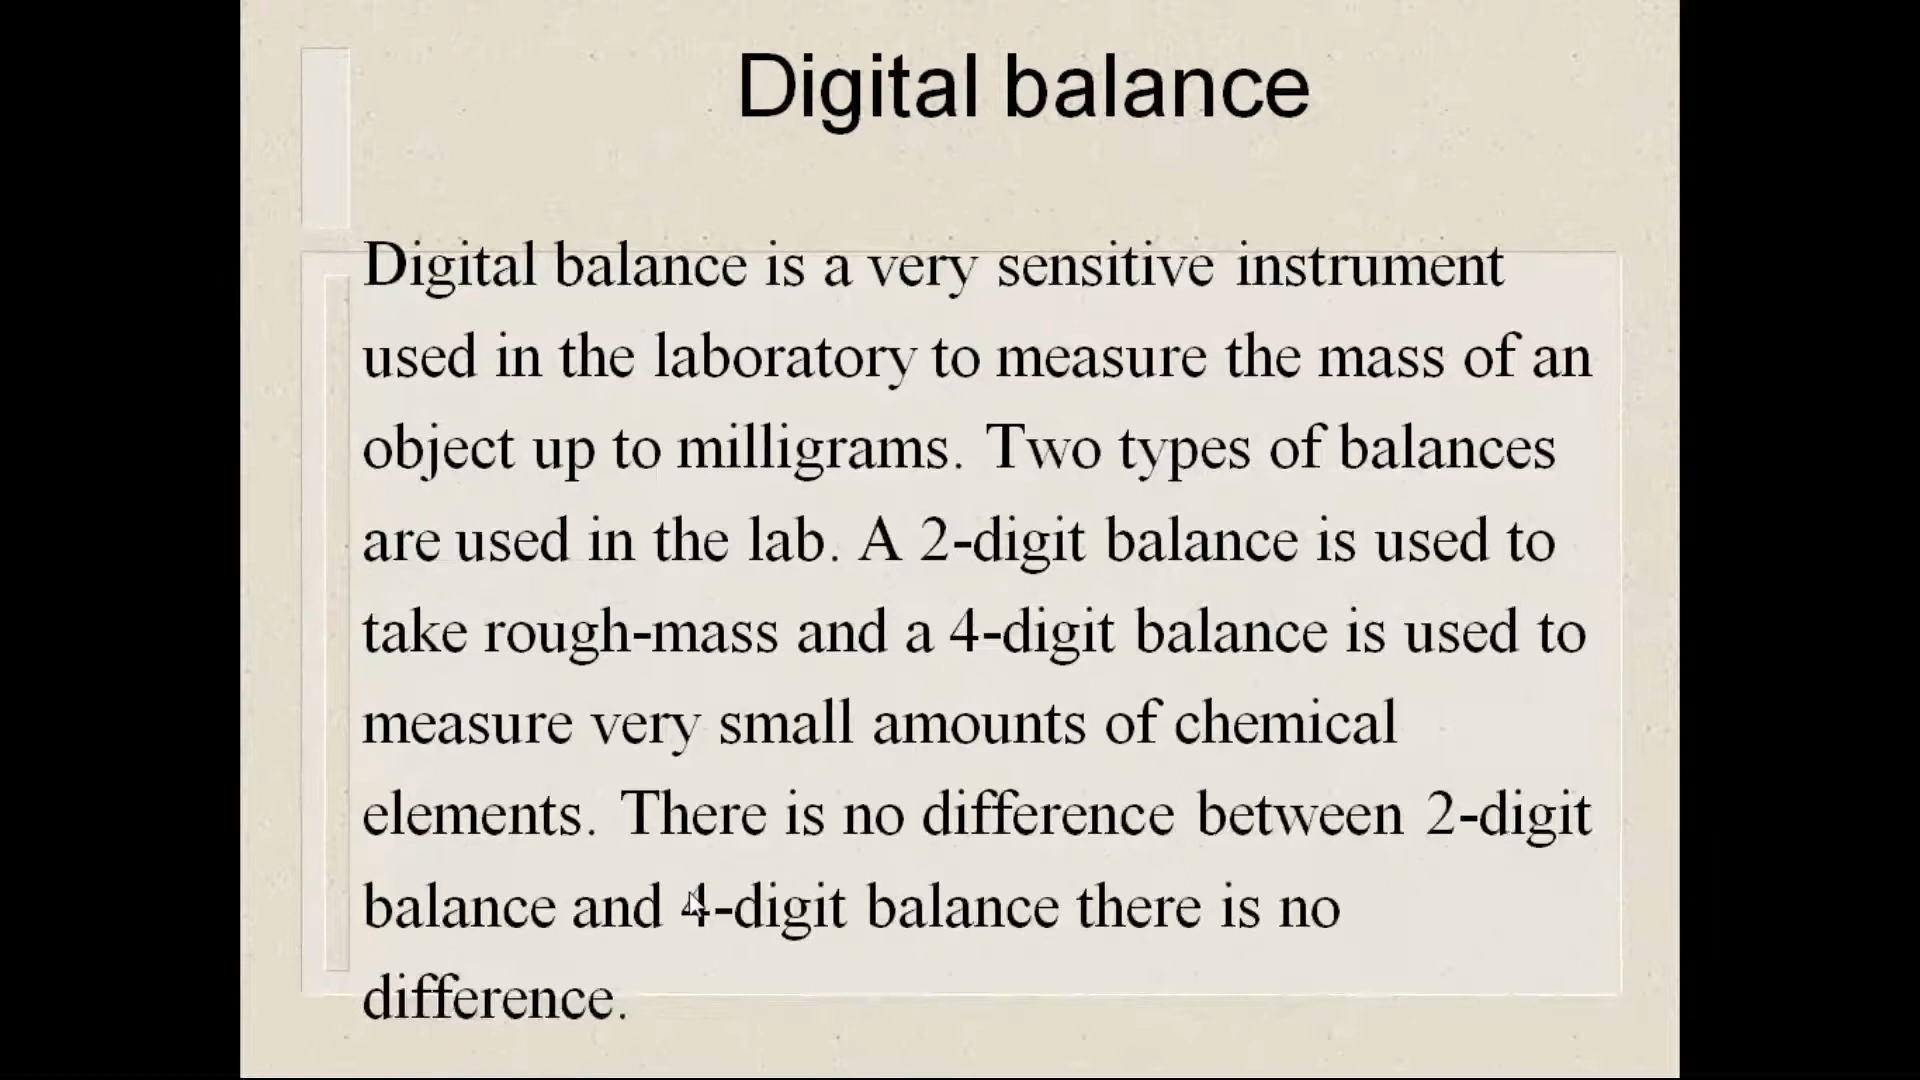 Digital balance
Digital balance is a very sensitive instrument
used in the laboratory to measure the mass of an
object up to milligrams. Two types of balances
are used in the lab. A 2-digit balance is used to
take rough-mass and a 4-digit balance is used to
measure very small amounts of chemical
elements. There is no difference between 2-digit
balance and 4-digit balance there is no
difference.